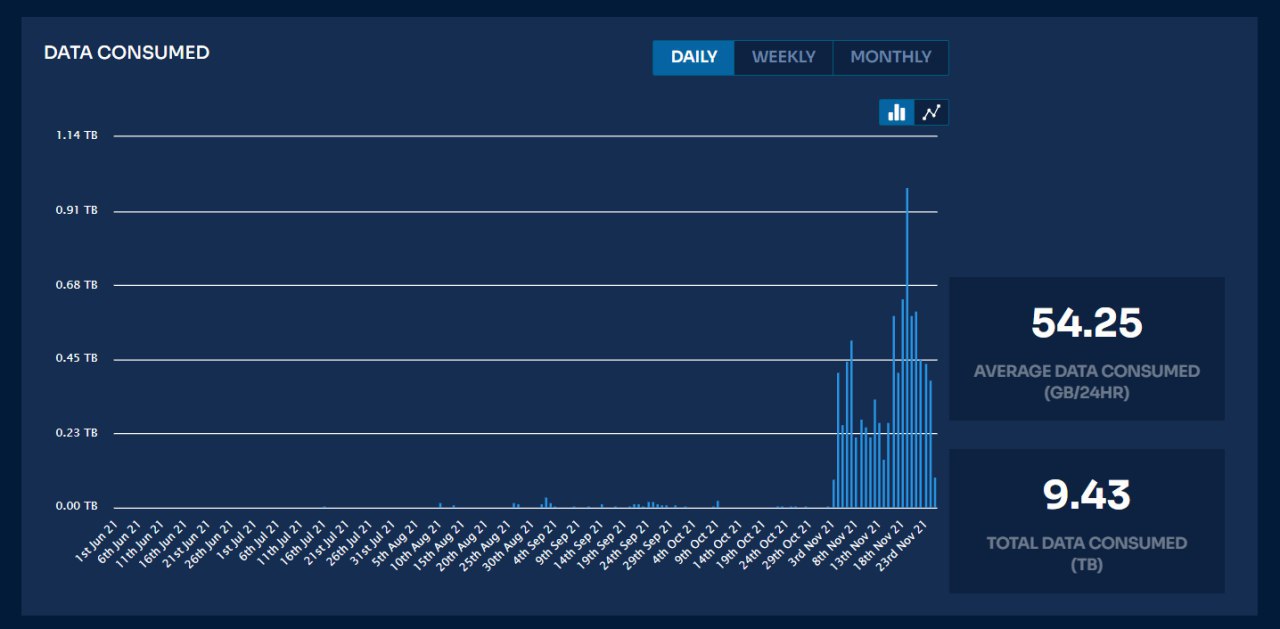 DATA CONSUMED
DAILY WEEKLY MONTHLY
1.14 TB
0.91 TB
0.68 TB
0.45 TB
0.23 TB
0.00 TB
1st Jun 21
6th Jun 21
11th Jun 21
16th Jun 21
21st Jun 21
26th Jun 21
1st Jul 21
6th Jul 21
11th Jul 21
16th Jul 21
21st Jul 21
26th Jul 21
31st Jul 21
5th Aug 21
10th Aug 21
15th Aug 21
20th Aug 21
25th Aug 21
30th Aug 21
4th Sep 21
9th Sep 21
14th Sep 21
19th Sep 21
24th Sep 21
29th Sep 21
4th Oct 21
9th Oct 21
14th Oct 21
19th Oct 21
24th Oct 21
29th Oct 21
3rd Nov 21
8th Nov 21
13th Nov 21
18th Nov 21
23rd Nov 21
54.25
AVERAGE DATA CONSUMED
(GB/24HR)
9.43
TOTAL DATA CONSUMED
(TB)